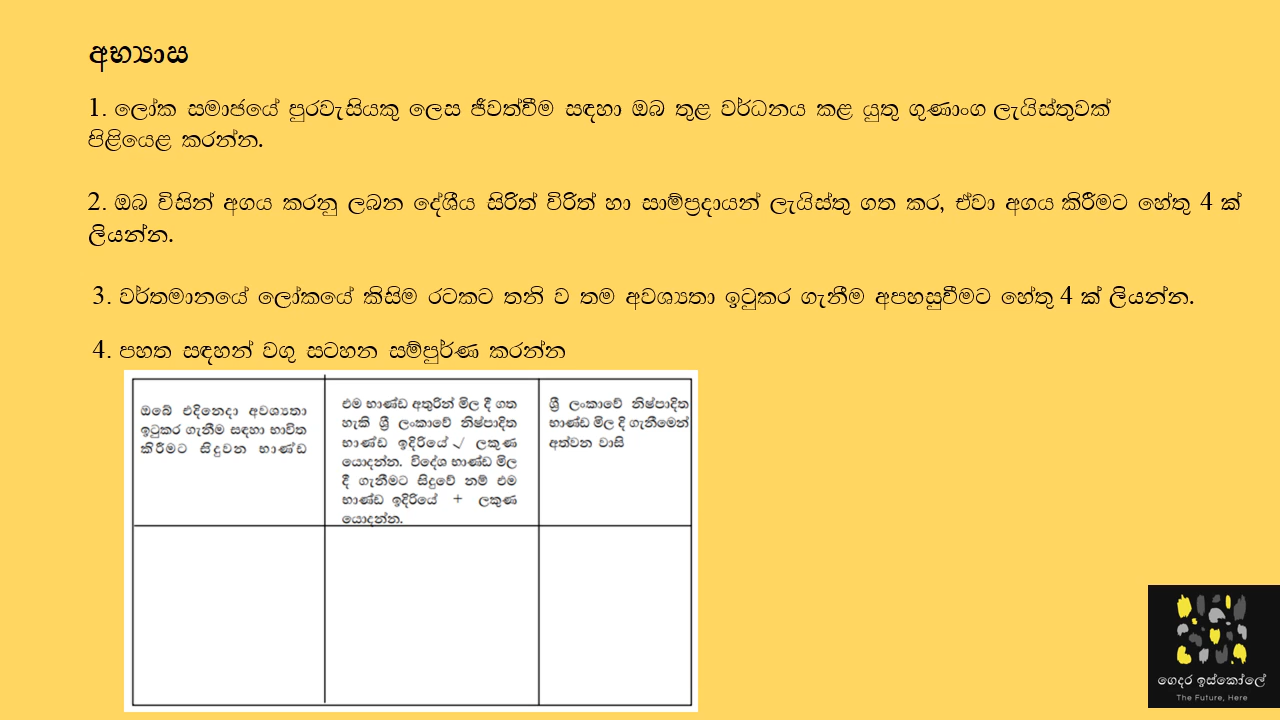 අභ්‍යාස
1. ලෝක සමාජයේ පුරවැසියකු ලෙස ජීවත්වීම සඳහා ඔබ තුළ වර්ධනය කළ යුතු ගුණාංග ලැයිස්තුවක්
පිළියෙළ කරන්න.
2. ඔබ විසින් අගය කරනු ලබන දේශීය සිරිත් විරිත් හා සාම්ප්‍රදායන් ලැයිස්තු ගත කර, ඒවා අගය කිරීමට හේතු 4 ක්
ලියන්න.
3. වර්තමානයේ ලෝකයේ කිසිම රටකට තනි ව තම අවශ්‍යතා ඉටුකර ගැනීම අපහසුවීමට හේතු 4 ක් ලියන්න.
4. පහත සඳහන් වගු සටහන සම්පුර්ණ කරන්න
ඔබේ එදිනෙදා අවශ්‍යතා
ඉටුකර ගැනීම සඳහා භාවිත
කිරීමට සිදුවන භාණ්ඩ
එම භාණ්ඩ අතුරින් මිල දී ගත
හැකි ශ්‍රී ලංකාවේ නිෂ්පාදිත
භාණ්ඩ ඉදිරියේ ✓ ලකුණ
යොදන්න. විදේශ භාණ්ඩ මිල
දී ගැනීමට සිදුවේ නම් එම
භාණ්ඩ ඉදිරියේ + ලකුණ
යොදන්න.
ශ්‍රී ලංකාවේ නිෂ්පාදිත
භාණ්ඩ මිල දි ගැනීමෙන්
අත්වන වාසි
ගෙදර ඉස්කෝලේ
The Future, Here